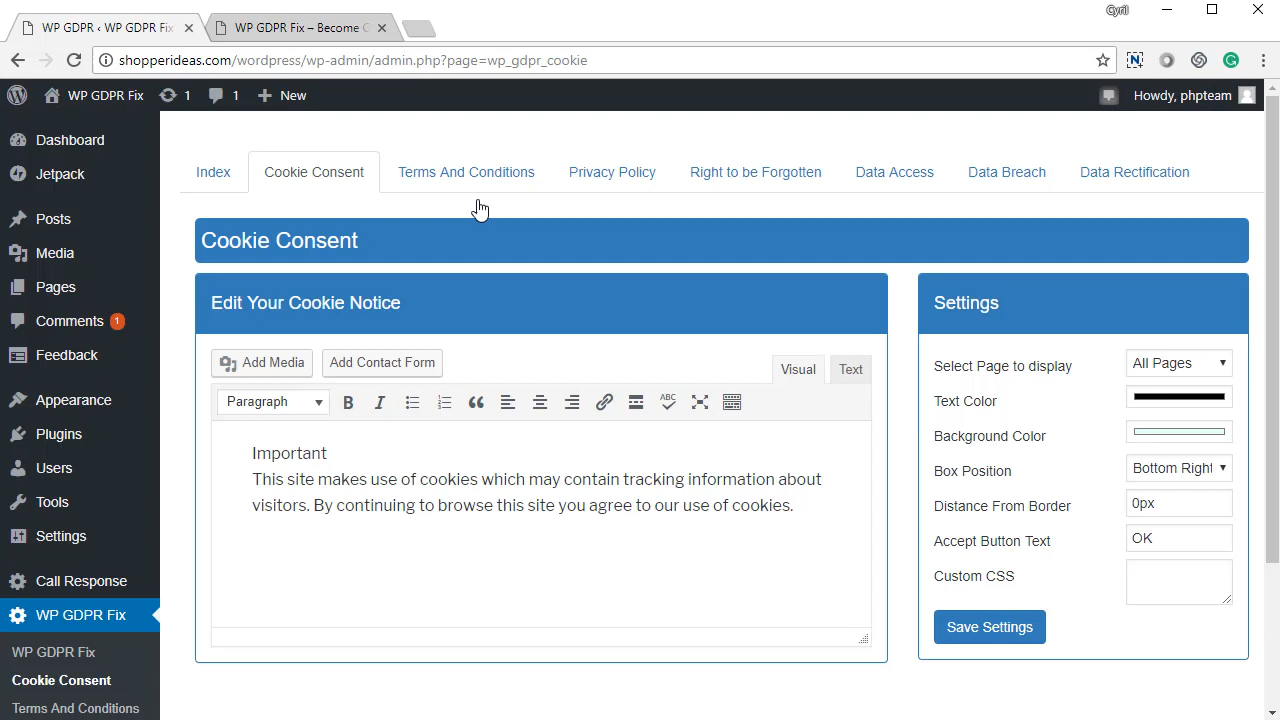 Cyril
WP GDPR ‹ WP GDPR Fix
WP GDPR Fix – Become G
shopperideas.com/wordpress/wp-admin/admin.php?page=wp_gdpr_cookie
WP GDPR Fix 1 1 New
Howdy, phpteam
Dashboard
Jetpack
Posts
Media
Pages
Comments 1
Feedback
Appearance
Plugins
Users
Tools
Settings
Call Response
WP GDPR Fix
WP GDPR Fix
Cookie Consent
Terms And Conditions
Index Cookie Consent Terms And Conditions Privacy Policy Right to be Forgotten Data Access Data Breach Data Rectification
Cookie Consent
Edit Your Cookie Notice
Add Media Add Contact Form
Visual Text
Paragraph B I ABC
Important
This site makes use of cookies which may contain tracking information about
visitors. By continuing to browse this site you agree to our use of cookies.
Settings
Select Page to display All Pages
Text Color
Background Color
Box Position Bottom Right
Distance From Border 0px
Accept Button Text OK
Custom CSS
Save Settings